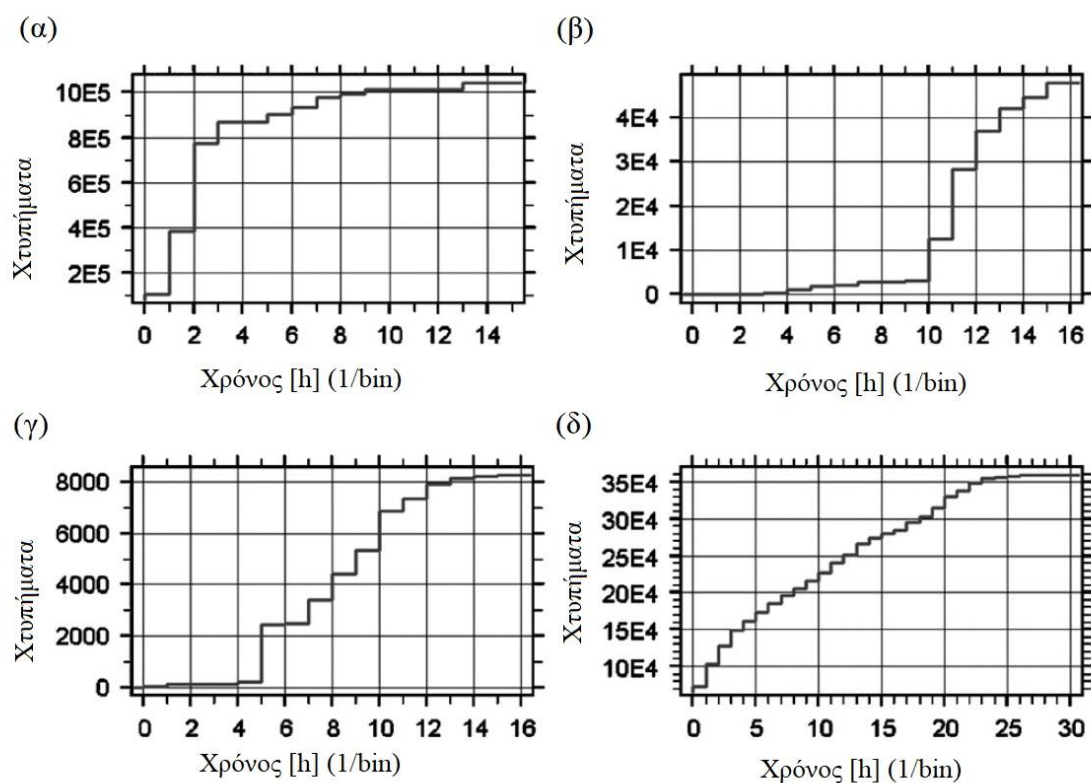 (α)
10E5
8E5
6E5
4E5
2E5
Χτυπήματα
0 2 4 6 8 10 12 14
Χρόνος [h] (1/bin)
(β)
4E4
3E4
2E4
1E4
0
Χτυπήματα
0 2 4 6 8 10 12 14 16
Χρόνος [h] (1/bin)
(γ)
8000
6000
4000
2000
0
Χτυπήματα
0 2 4 6 8 10 12 14 16
Χρόνος [h] (1/bin)
(δ)
35E4
30E4
25E4
20E4
15E4
10E4
Χτυπήματα
0 5 10 15 20 25 30
Χρόνος [h] (1/bin)